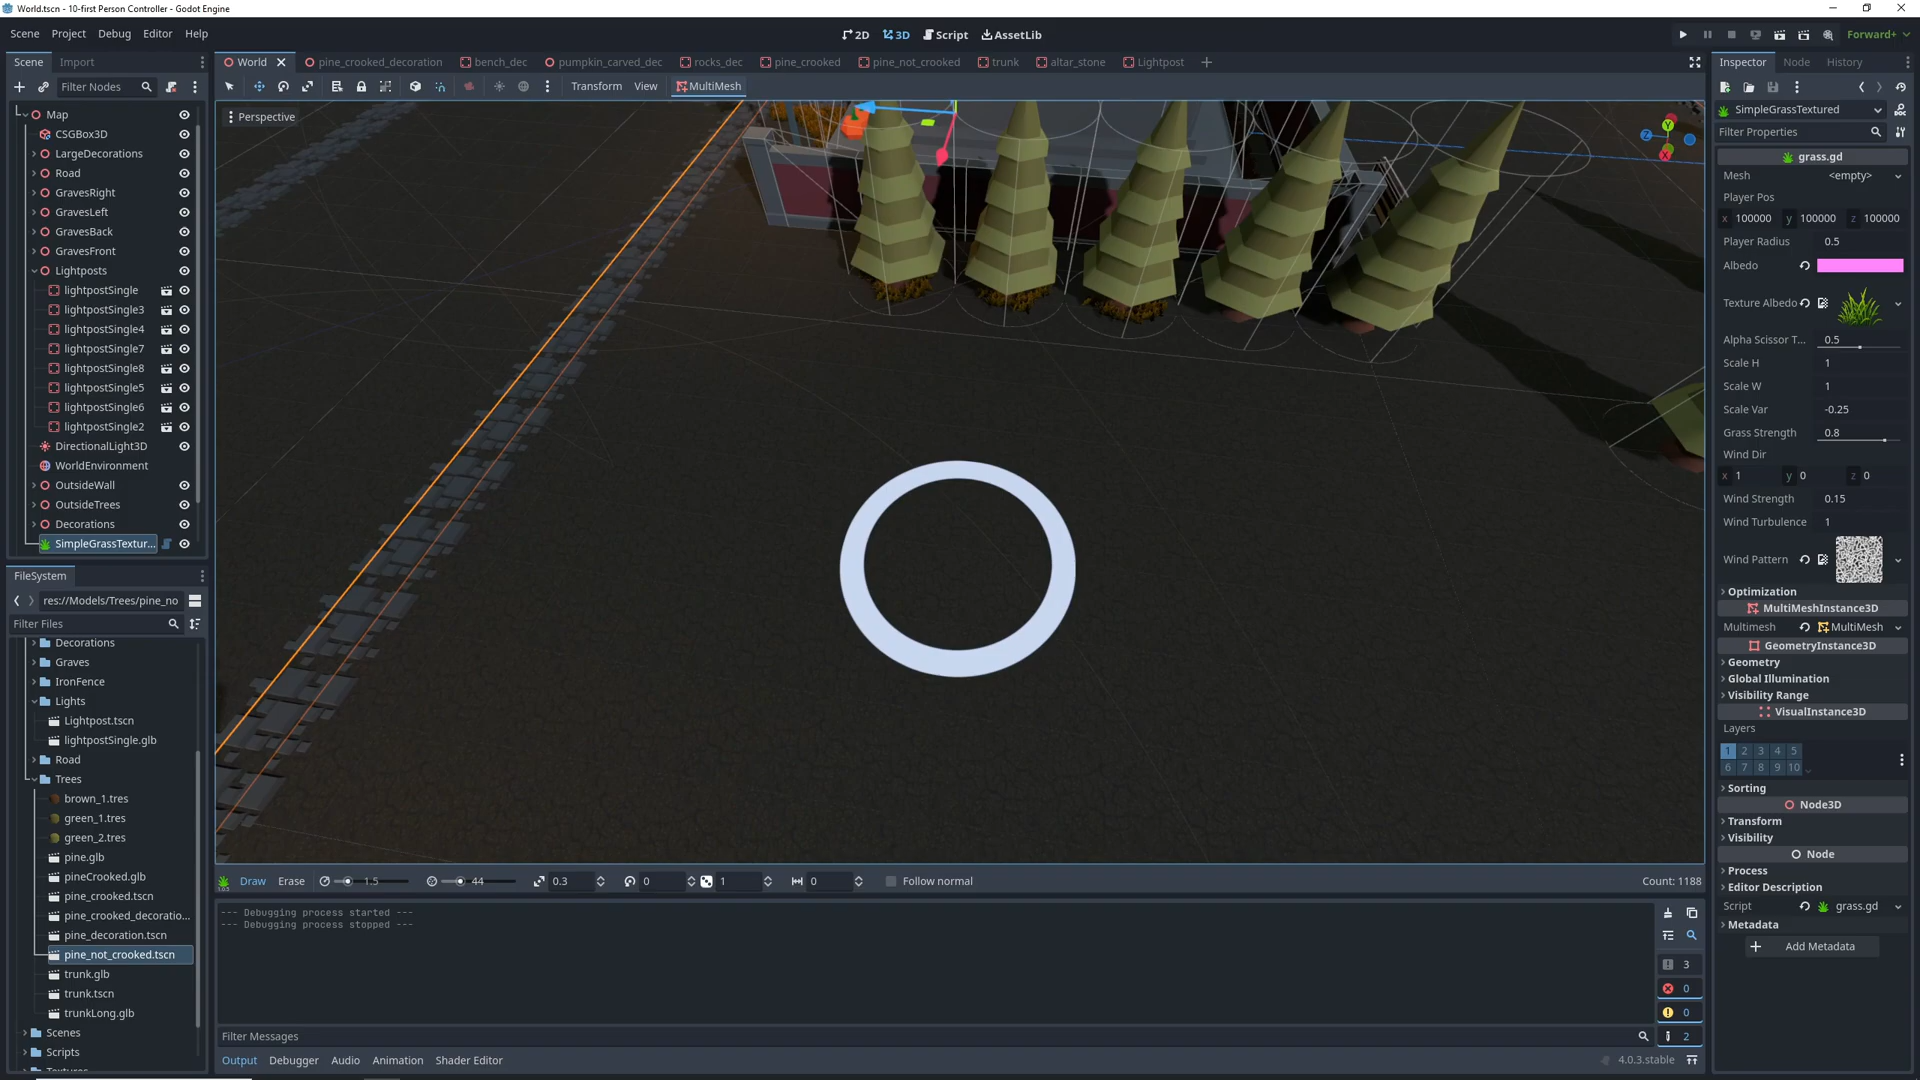 World.tscn - 10-first Person Controller - Godot Engine
Scene Project Debug Editor Help
2D 3D Script AssetLib
Forward+
Scene Import
World pine_crooked_decoration bench_dec pumpkin_carved_dec rocks_dec pine_crooked pine_not_crooked trunk altar_stone Lightpost
Inspector Node History
Filter Nodes
Transform View MultiMesh
Perspective
Map
CSGBox3D
LargeDecorations
Road
GravesRight
GravesLeft
GravesBack
GravesFront
Lightposts
lightpostSingle
lightpostSingle3
lightpostSingle4
lightpostSingle7
lightpostSingle8
lightpostSingle5
lightpostSingle6
lightpostSingle2
DirectionalLight3D
WorldEnvironment
OutsideWall
OutsideTrees
Decorations
SimpleGrassTextur...
FileSystem
res://Models/Trees/pine_no
Filter Files
Decorations
Graves
IronFence
Lights
Lightpost.tscn
lightpostSingle.glb
Road
Trees
brown_1.tres
green_1.tres
green_2.tres
pine.glb
pineCrooked.glb
pine_crooked.tscn
pine_crooked_decoratio...
pine_decoration.tscn
pine_not_crooked.tscn
trunk.glb
trunk.tscn
trunkLong.glb
Scenes
Scripts
Z Y X
Draw Erase 1.5 44 0.3 0 1 0 Follow normal Count: 1188
--- Debugging process started ---
--- Debugging process stopped ---
3
0
0
2
Filter Messages
Output Debugger Audio Animation Shader Editor
4.0.3.stable
SimpleGrassTextured
Filter Properties
grass.gd
Mesh <empty>
Player Pos
x 100000 y 100000 z 100000
Player Radius 0.5
Albedo
Texture Albedo
Alpha Scissor T... 0.5
Scale H 1
Scale W 1
Scale Var -0.25
Grass Strength 0.8
Wind Dir
x 1 y 0 z 0
Wind Strength 0.15
Wind Turbulence 1
Wind Pattern
Optimization
MultiMeshInstance3D
Multimesh MultiMesh
GeometryInstance3D
Geometry
Global Illumination
Visibility Range
VisualInstance3D
Layers
1 2 3 4 5
6 7 8 9 10
Sorting
Node3D
Transform
Visibility
Node
Process
Editor Description
Script grass.gd
Metadata
Add Metadata